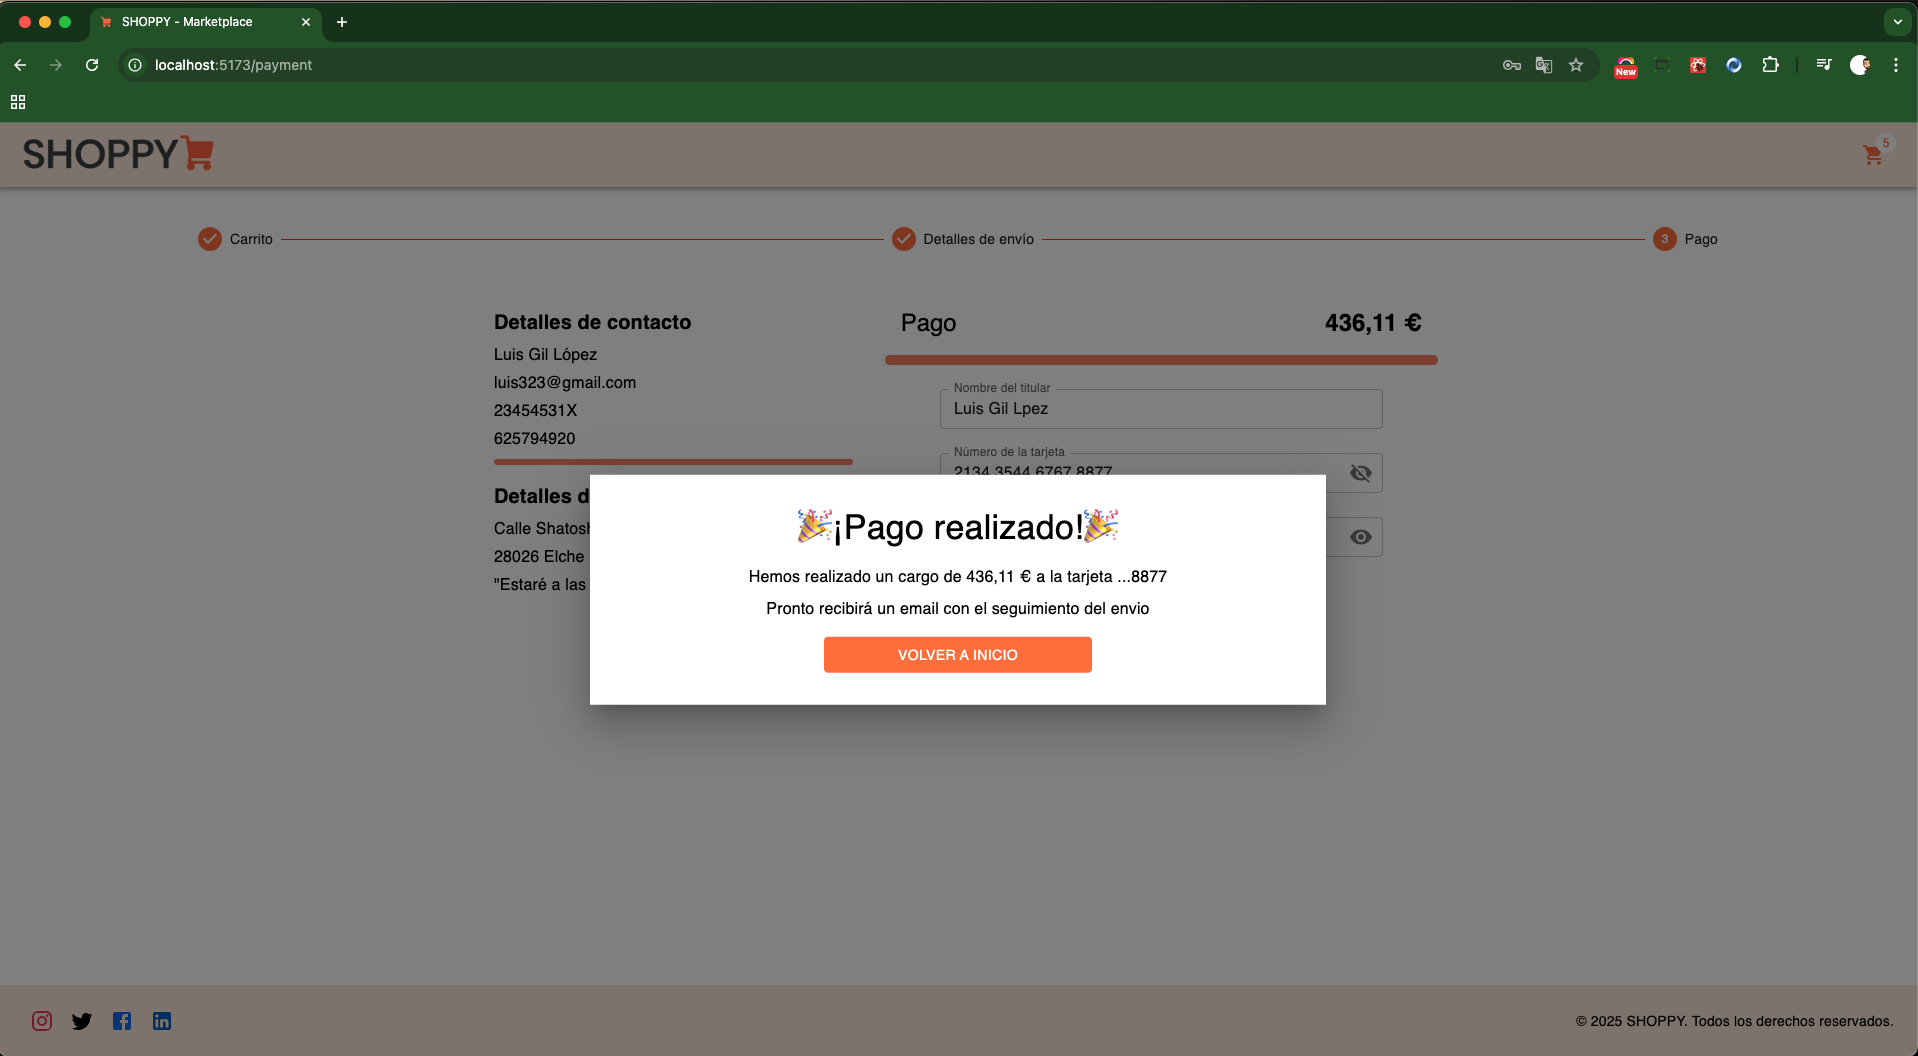 SHOPPY - Marketplace
localhost:5173/payment
New
SHOPPY
5
Carrito
Detalles de envío
3 Pago
Detalles de contacto
Luis Gil López
luis323@gmail.com
23454531X
625794920
Detalles d
Calle Shatosh
28026 Elche
"Estaré a las
Pago 436,11 €
Nombre del titular
Luis Gil Lpez
Número de la tarjeta
2134 3544 6767 8877
🎉¡Pago realizado!🎉
Hemos realizado un cargo de 436,11 € a la tarjeta ...8877
Pronto recibirá un email con el seguimiento del envio
VOLVER A INICIO
© 2025 SHOPPY. Todos los derechos reservados.